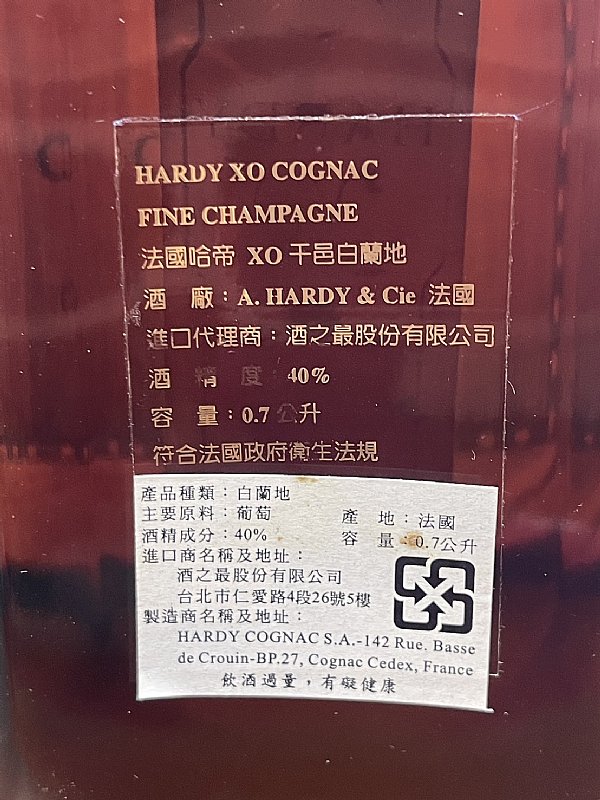 HARDY XO COGNAC
FINE CHAMPAGNE
法國哈帝 XO 干邑白蘭地
酒 廠：A. HARDY & Cie 法國
進口代理商：酒之最股份有限公司
酒 精 度 40%
容 量：0.7 公升
符合法國政府衛生法規
產品種類：白蘭地
主要原料：葡萄 產 地：法國
酒精成分：40% 容 量：0.7公升
進口商名稱及地址：
酒之最股份有限公司
台北市仁愛路4段26號5樓
製造商名稱及地址：
HARDY COGNAC S.A.-142 Rue. Basse
de Crouin-BP.27, Cognac Cedex, France
飲酒過量，有礙健康